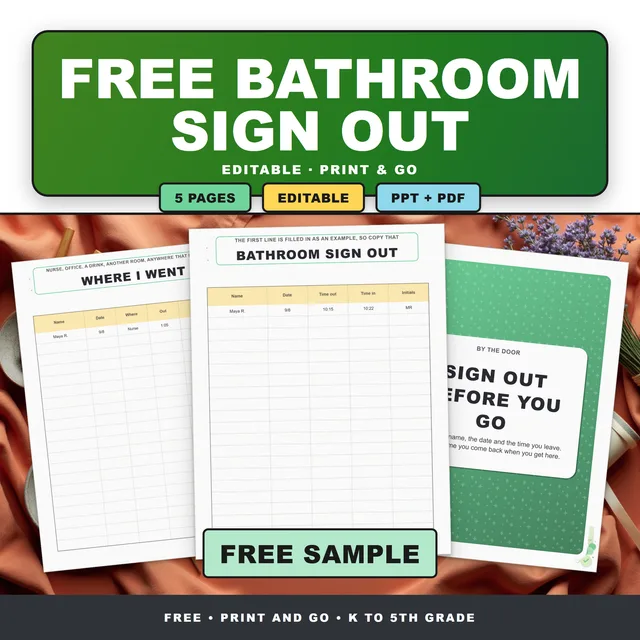 FREE BATHROOM
SIGN OUT
EDITABLE · PRINT & GO
5 PAGES
EDITABLE
PPT + PDF
NURSE, OFFICE, A DRINK, ANOTHER ROOM, ANYWHERE THAT
WHERE I WENT
Name Date Where Out
Maya R. 9/8 Nurse 1:05
THE FIRST LINE IS FILLED IN AS AN EXAMPLE, SO COPY THAT
BATHROOM SIGN OUT
Name Date Time out Time in Initials
Maya R. 9/8 10:15 10:22 MR
BY THE DOOR
SIGN OUT
EFORE YOU
GO
name, the date and the time you leave.
me you come back when you get here.
FREE SAMPLE
FREE • PRINT AND GO • K TO 5TH GRADE